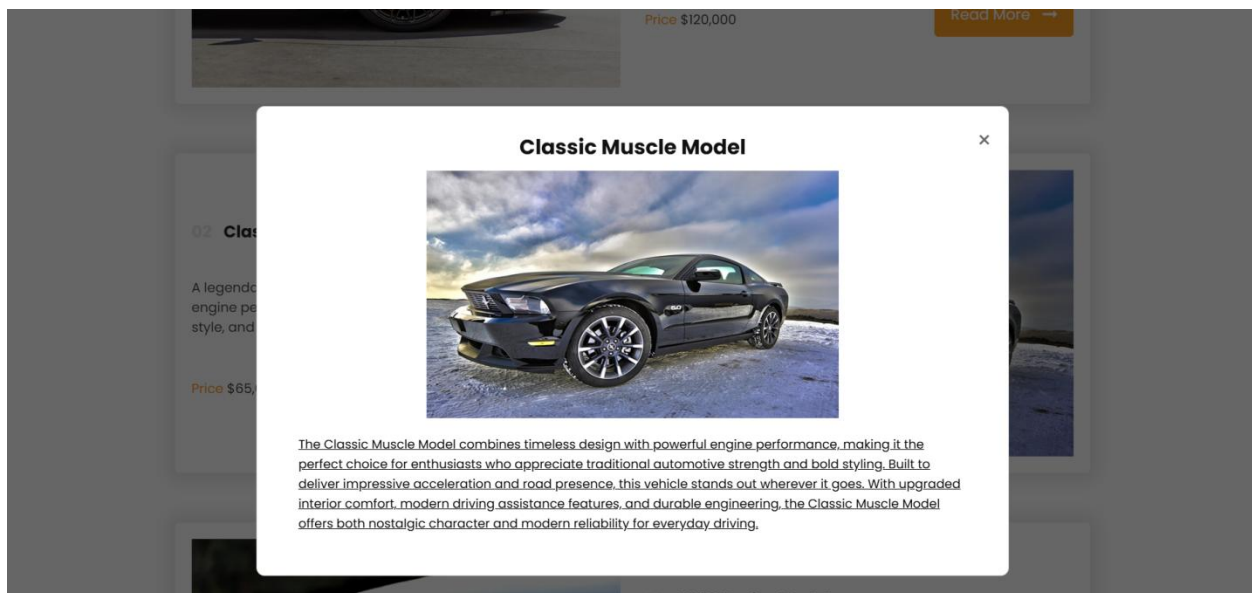 Price $120,000
Read More →
Classic Muscle Model
×
02 Clas
A legenda
engine pe
style, and
Price $65,
5.0
The Classic Muscle Model combines timeless design with powerful engine performance, making it the
perfect choice for enthusiasts who appreciate traditional automotive strength and bold styling. Built to
deliver impressive acceleration and road presence, this vehicle stands out wherever it goes. With upgraded
interior comfort, modern driving assistance features, and durable engineering, the Classic Muscle Model
offers both nostalgic character and modern reliability for everyday driving.